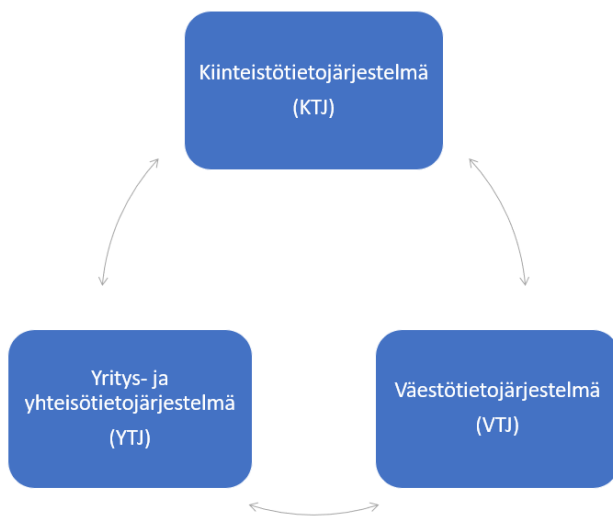 Kiinteistötietojärjestelmä
(KTJ)
Yritys- ja
yhteisötietojärjestelmä
(YTJ)
Väestötietojärjestelmä
(VTJ)